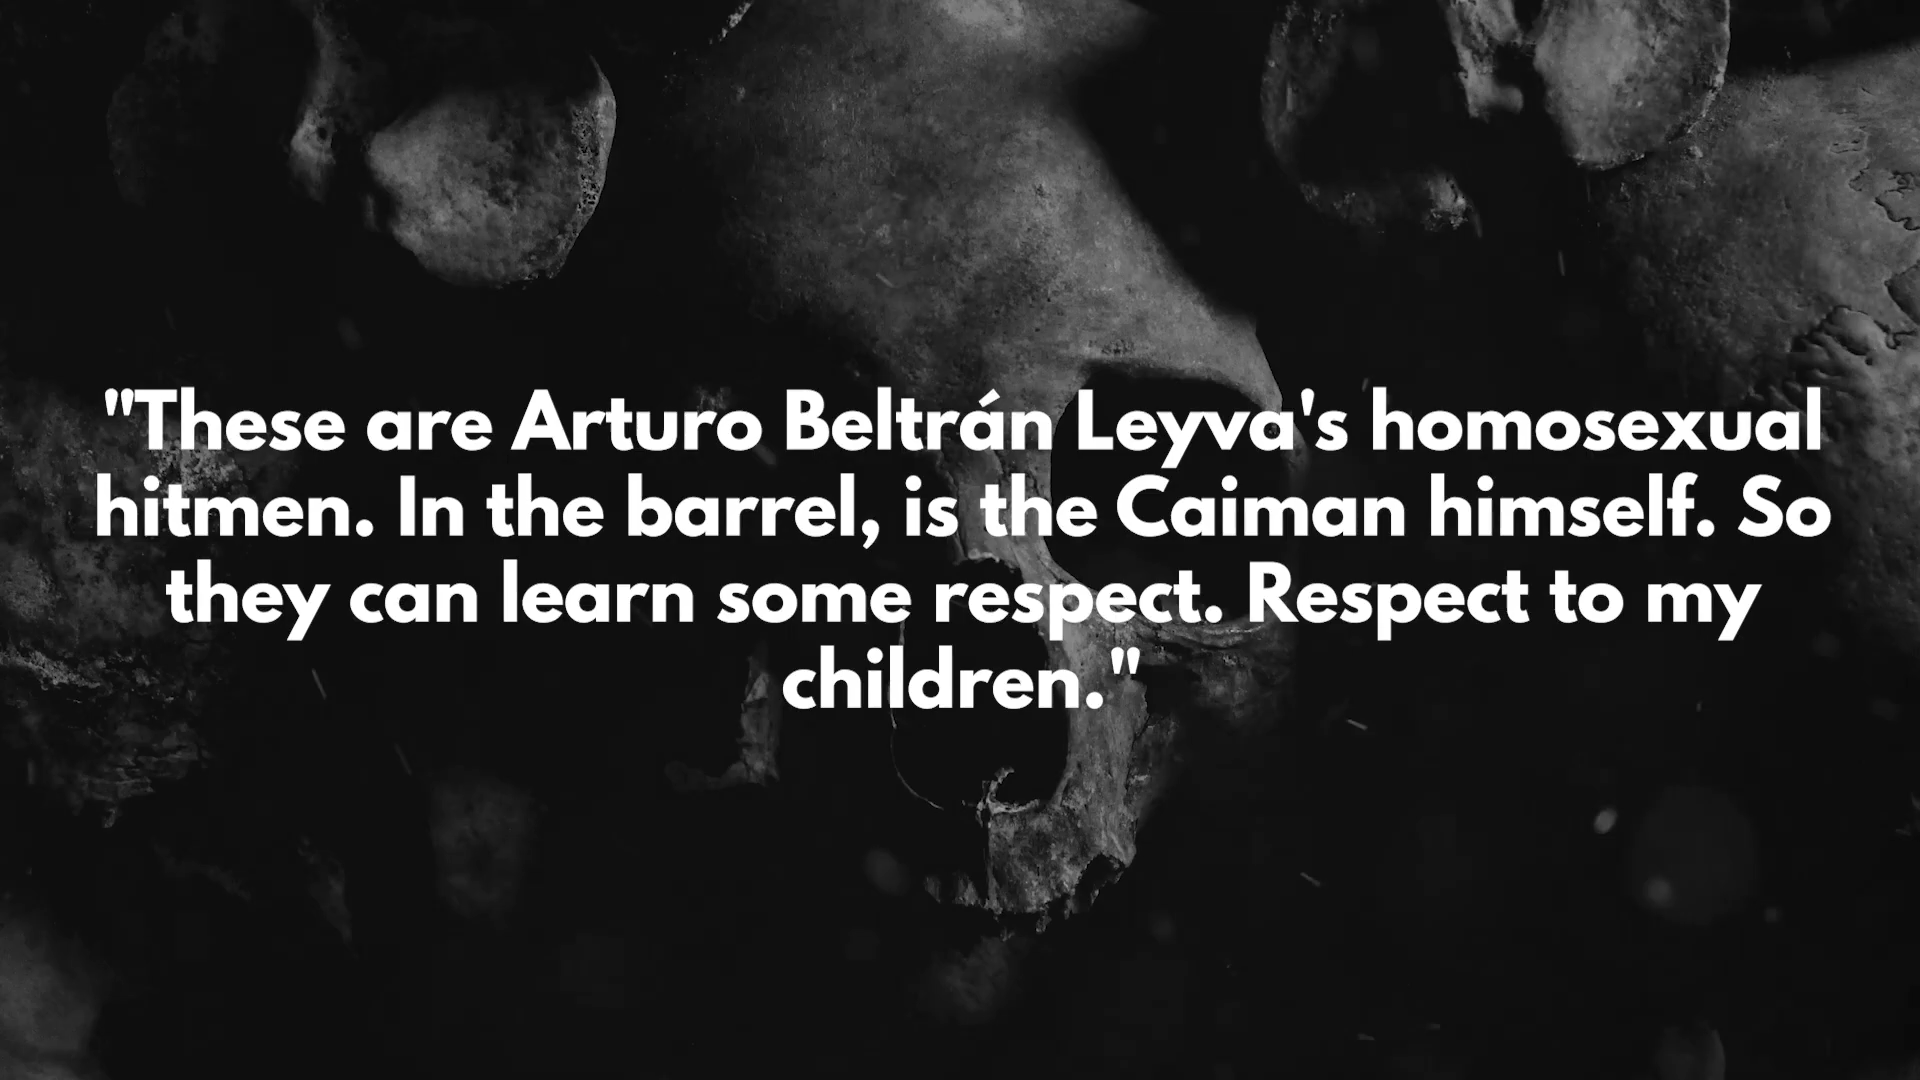 "These are Arturo Beltrán Leyva's homosexual
hitmen. In the barrel, is the Caiman himself. So
they can learn some respect. Respect to my
children."